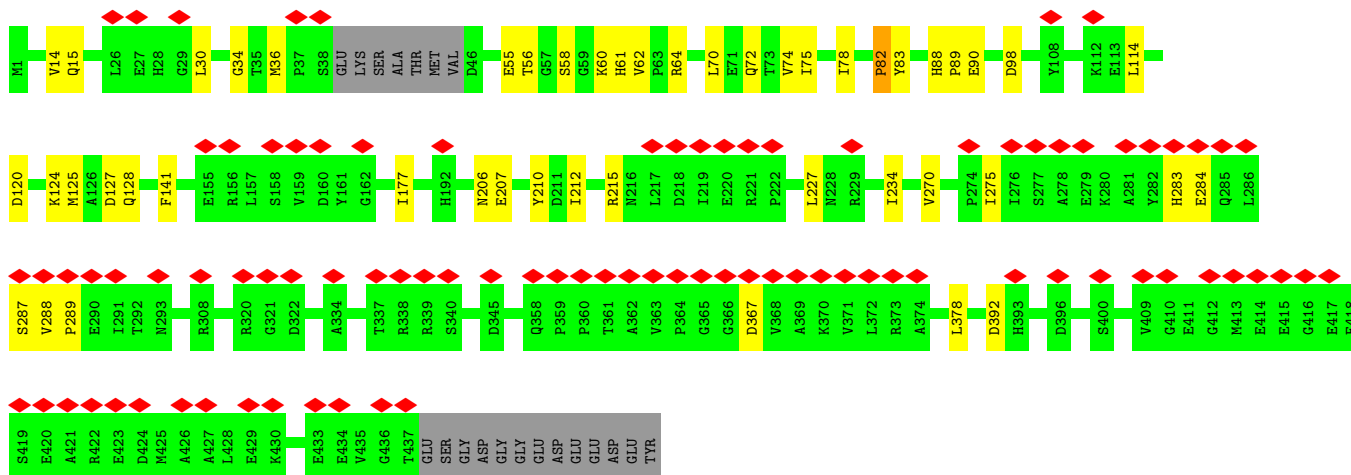 M1 V14 Q15 L26 E27 H28 G29 L30 G34 T35 M36 P37 S38 GLU LYS SER ALA THR MET VAL D46 E55 T56 G57 S58 G59 K60 H61 V62 P63 R64 L70 E71 Q72 T73 V74 I75 I78 P82 Y83 H88 P89 E90 D98 Y108 K112 E113 L114
D120 K124 M125 A126 D127 Q128 F141 E155 R156 L157 S158 V159 D160 Y161 G162 I177 H192 N206 E207 Y210 D211 I212 R215 N216 L217 D218 I219 E220 R221 P222 L227 N228 R229 I234 V270 P274 I275 I276 S277 A278 E279 K280 A281 Y282 H283 E284 Q285 L286
S287 V288 P289 E290 I291 T292 N293 R308 R320 G321 D322 A334 T337 R338 R339 S340 D345 Q358 P359 P360 T361 A362 V363 P364 G365 G366 D367 V368 A369 K370 V371 L372 R373 A374 L378 D392 H393 D396 S400 V409 G410 E411 G412 M413 E414 E415 G416 E417
S419 E420 A421 R422 E423 D424 M425 A426 A427 L428 E429 K430 E433 E434 V435 G436 T437 GLU SER GLY ASP GLY GLY GLU ASP GLU GLU ASP GLU TYR